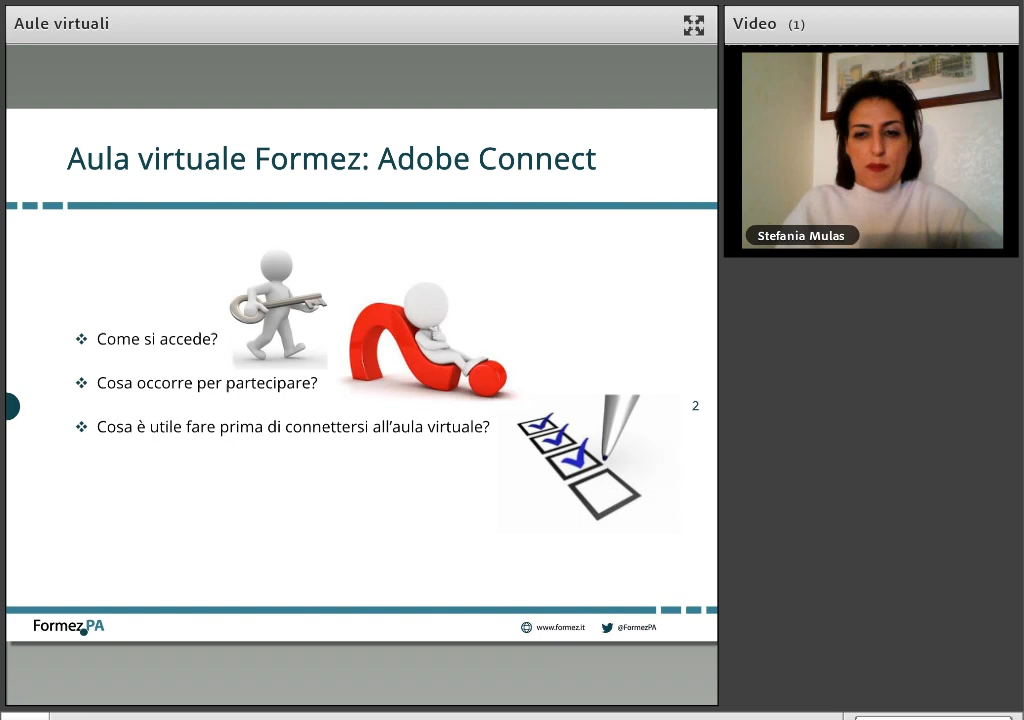 Aule virtuali
Video (1)
Stefania Mulas
Aula virtuale Formez: Adobe Connect
Come si accede?
Cosa occorre per partecipare?
Cosa è utile fare prima di connettersi all'aula virtuale?
2
FormezPA
www.formez.it
@FormezPA